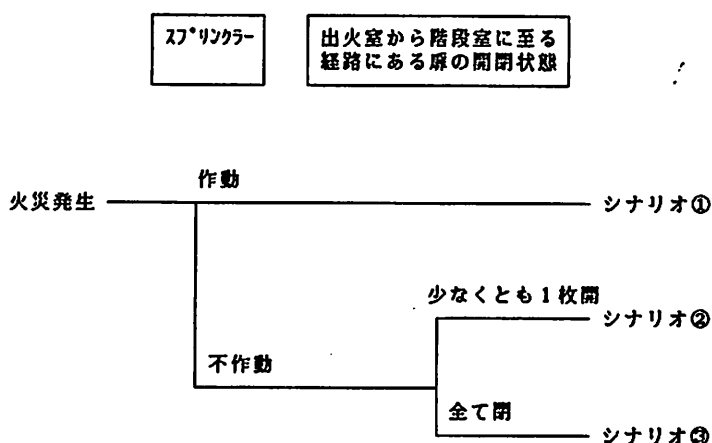 スプリンクラー
出火室から階段室に至る
経路にある扉の開閉状態
作動
火災発生
シナリオ①
少なくとも1枚開
シナリオ②
不作動
全て閉
シナリオ③